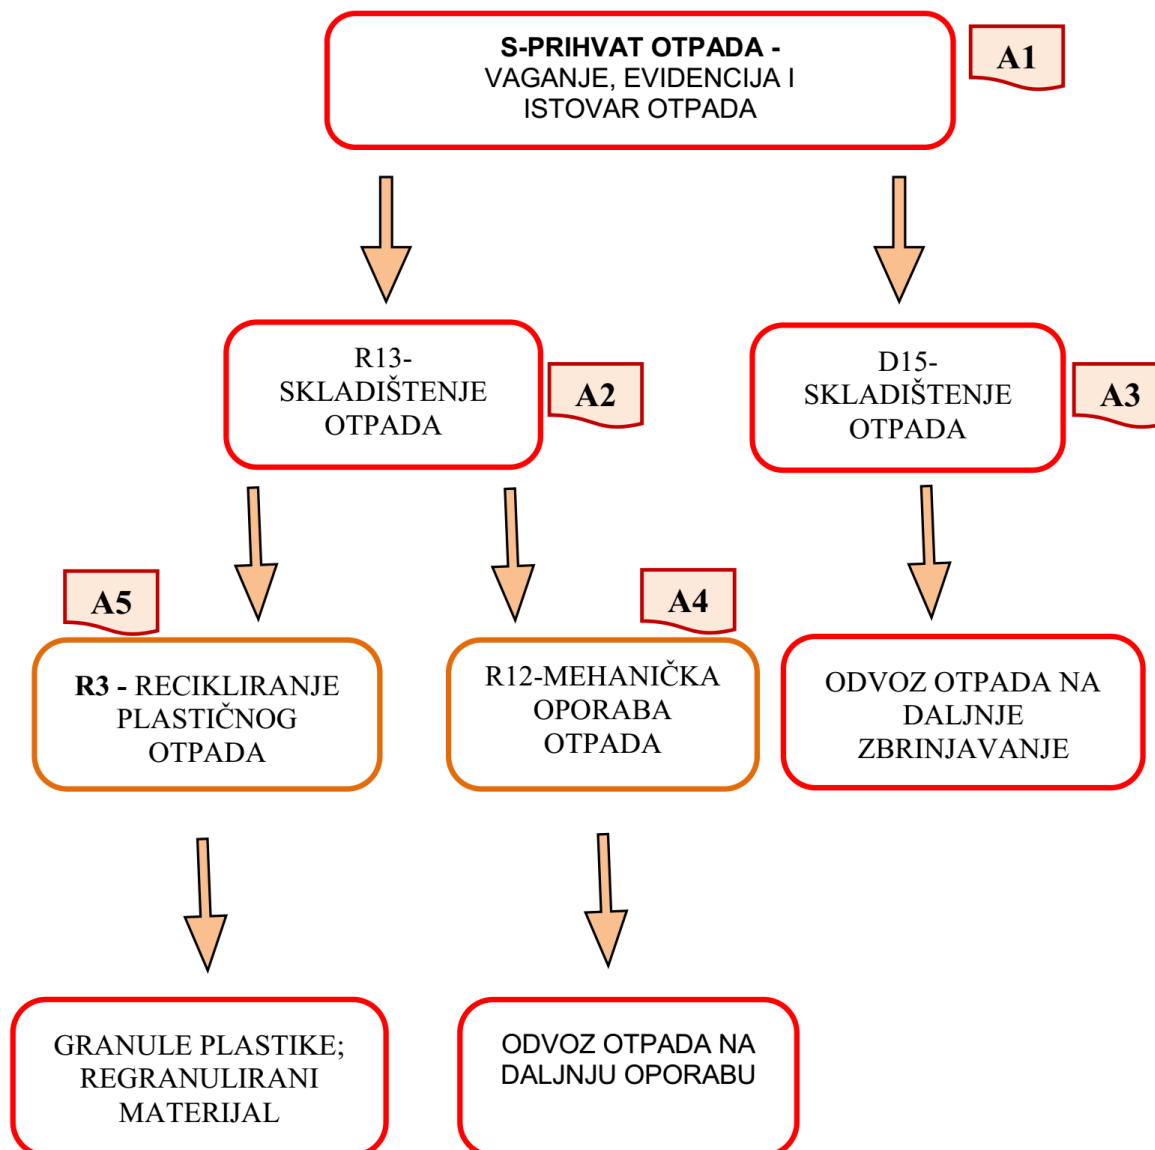 S-PRIHVAT OTPADA -
VAGANJE, EVIDENCIJA I
ISTOVAR OTPADA
A1
R13-
SKLADIŠTENJE
OTPADA
A2
D15-
SKLADIŠTENJE
OTPADA
A3
A5
R3 - RECIKLIRANJE
PLASTIČNOG
OTPADA
A4
R12-MEHANIČKA
OPORABA
OTPADA
ODVOZ OTPADA NA
DALJNJE
ZBRINJAVANJE
GRANULE PLASTIKE;
REGRANULIRANI
MATERIJAL
ODVOZ OTPADA NA
DALJNJU OPORABU